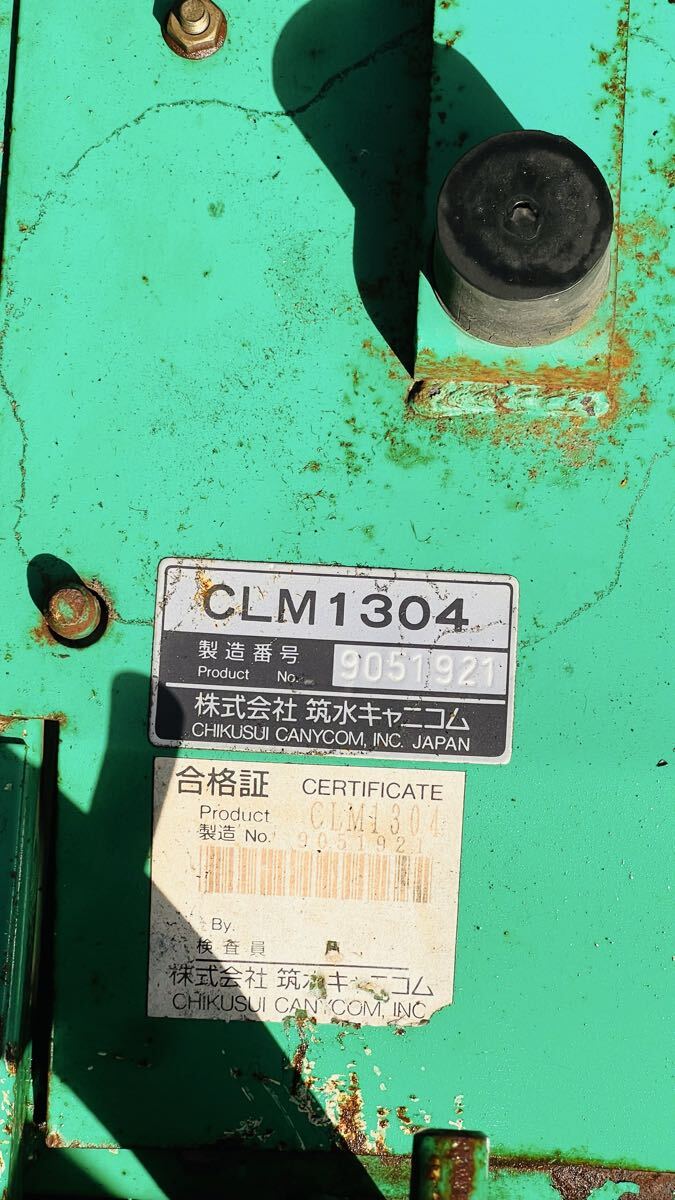 CLM1304
製造番号 9051921
Product No.
株式会社 筑水キャニコム
CHIKUSUI CANYCOM, INC. JAPAN
合格証 CERTIFICATE
Product CLM1304
製造 No. 9051921
By.
検査員
株式会社 筑水キャニコム
CHIKUSUI CANYCOM, INC